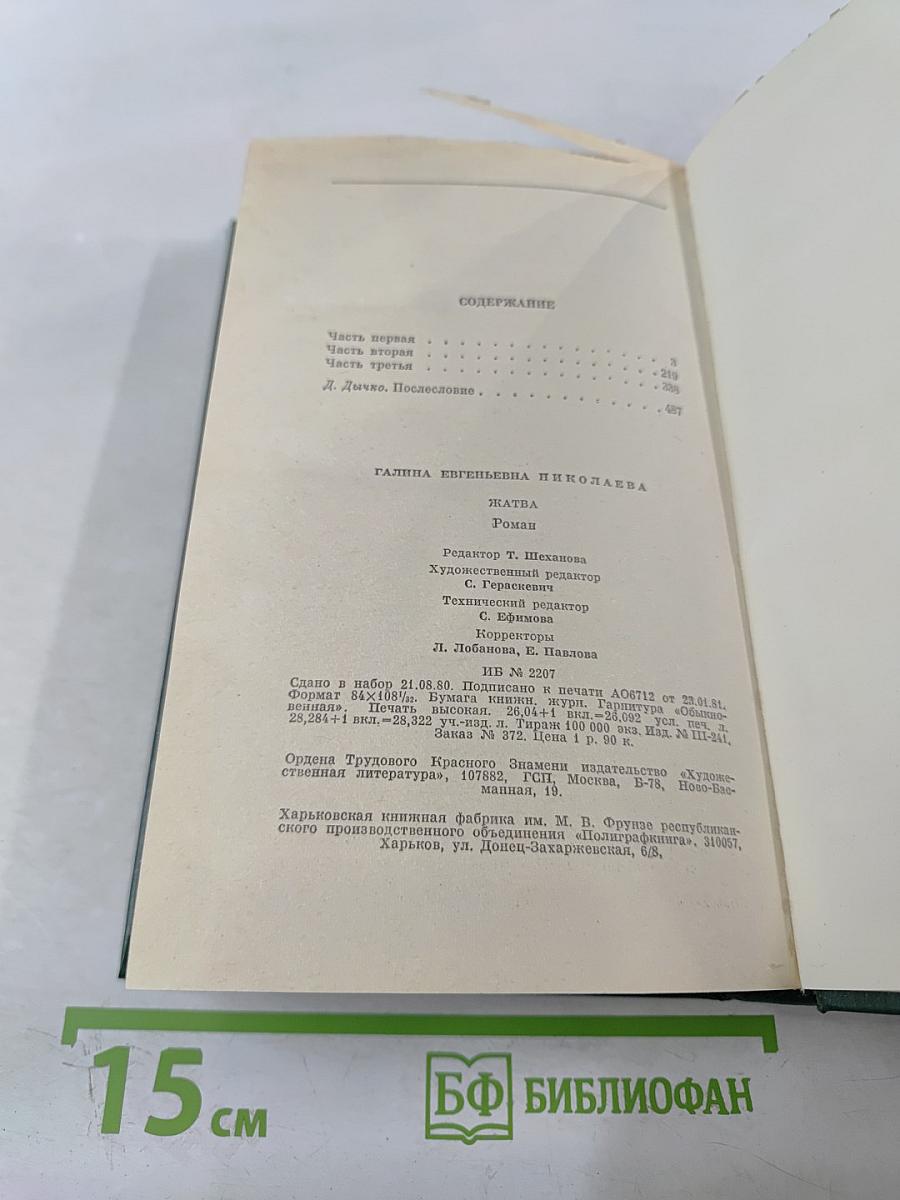 СОДЕРЖАНИЕ
Часть первая . . . . . . . . . . . . 3
Часть вторая . . . . . . . . . . . . 219
Часть третья . . . . . . . . . . . . 338
Д. Дычко. Послесловие . . . . . . . . . . 487
ГАЛИНА ЕВГЕНЬЕВНА НИКОЛАЕВА
ЖАТВА
Роман
Редактор Т. Шеханова
Художественный редактор
С. Гераскевич
Технический редактор
С. Ефимова
Корректоры
Л. Лобанова, Е. Павлова
ИБ № 2207
Сдано в набор 21.08.80. Подписано к печати АО6712 от 23.01.81.
Формат 84×108¹/₃₂. Бумага книжн. журн. Гарнитура «Обыкно-
венная». Печать высокая. 26,04+1 вкл.=26,092 усл. печ. л.
28,284+1 вкл.=28,322 уч.-изд. л. Тираж 100 000 экз. Изд. № III-241.
Заказ № 372. Цена 1 р. 90 к.
Ордена Трудового Красного Знамени издательство «Художе-
ственная литература», 107882, ГСП, Москва, Б-78, Ново-Бас-
манная, 19.
Харьковская книжная фабрика им. М. В. Фрунзе республикан-
ского производственного объединения «Полиграфкнига». 310057,
Харьков, ул. Донец-Захаржевская, 6/8,
15 см
БФ БИБЛИОФАН